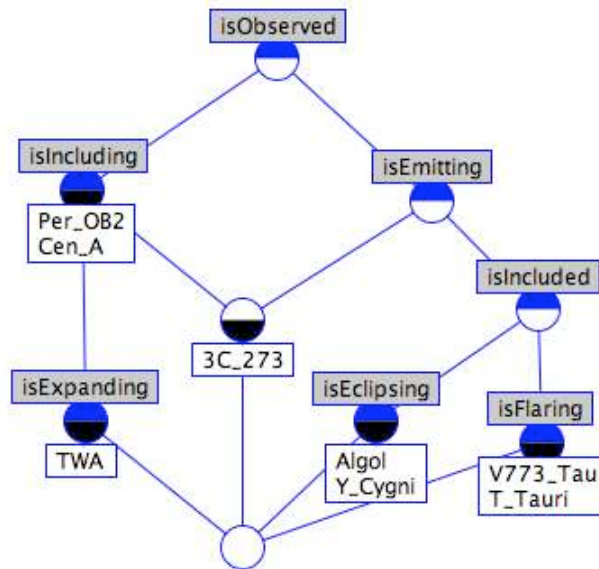 isObserved
isIncluding
isEmitting
Per_OB2
Cen_A
isIncluded
3C_273
isExpanding
isEclipsing
isFlaring
TWA
Algol
Y_Cygni
V773_Tau
T_Tauri